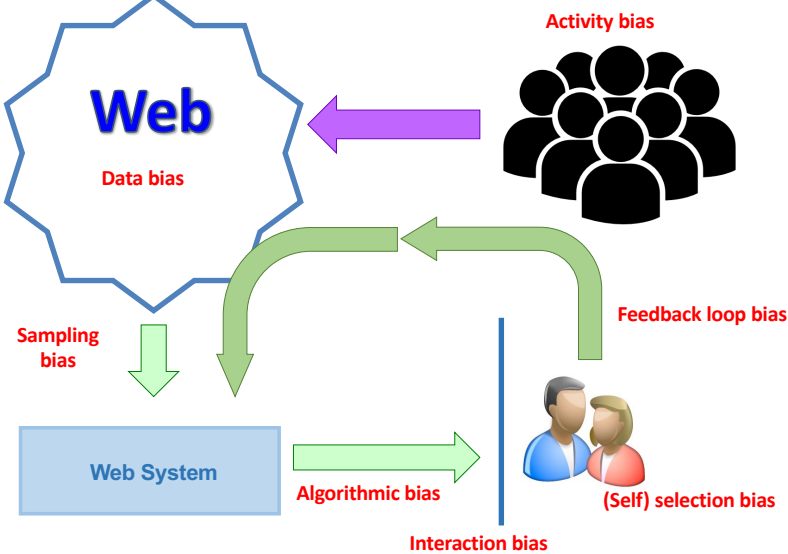 Activity bias
Web
Data bias
Feedback loop bias
Sampling
bias
Web System
Algorithmic bias
(Self) selection bias
Interaction bias